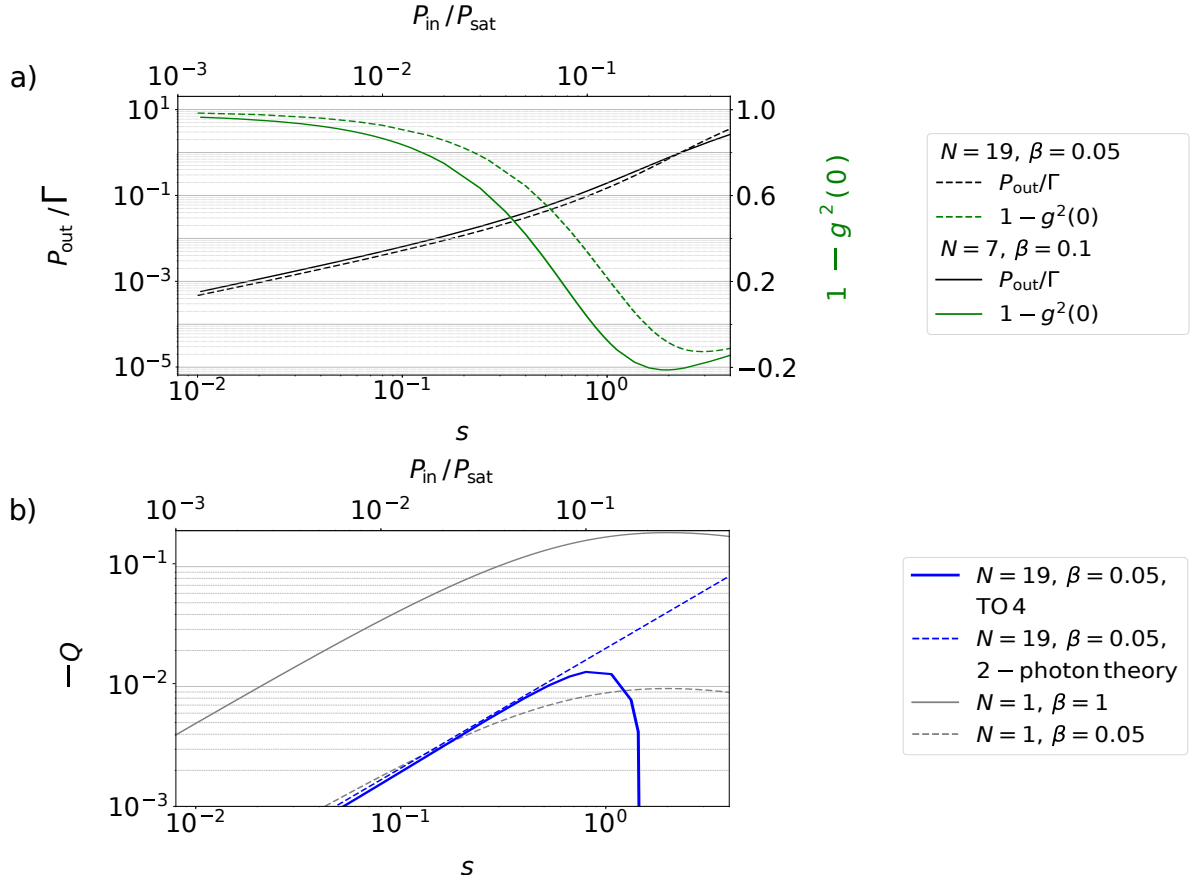 P_in/P_sat
a)
10^−3 10^−2 10^−1
10^1
10^−1
10^−3
10^−5
P_out/Γ
1.0
0.6
0.2
−0.2
1 − g^2(0)
10^−2 10^−1 10^0
s
N = 19, β = 0.05
P_out/Γ
1 − g^2(0)
N = 7, β = 0.1
P_out/Γ
1 − g^2(0)
P_in/P_sat
b)
10^−3 10^−2 10^−1
10^−1
10^−2
10^−3
−Q
10^−2 10^−1 10^0
s
N = 19, β = 0.05,
TO 4
N = 19, β = 0.05,
2 − photon theory
N = 1, β = 1
N = 1, β = 0.05